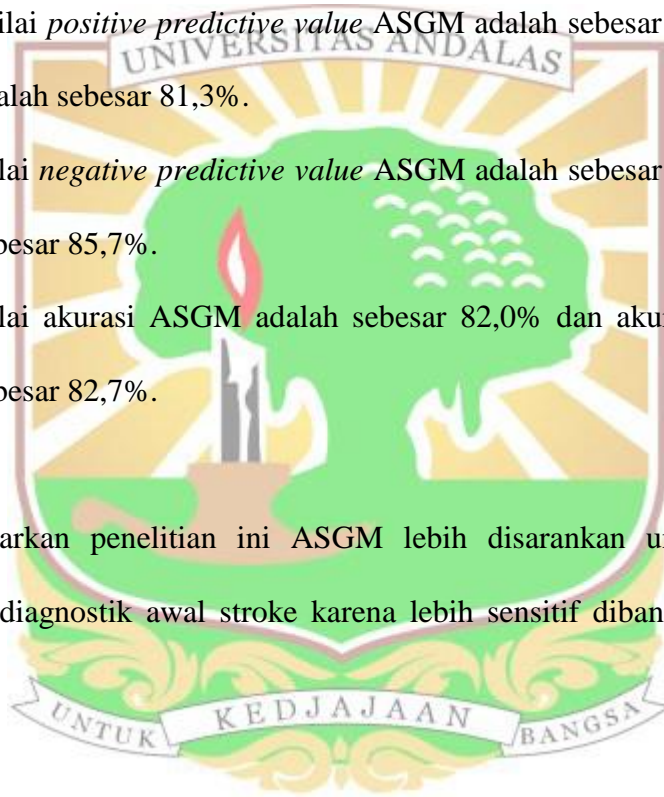 ilai positive predictive value ASGM adalah sebesar
UNIVERSITAS ANDALAS
alah sebesar 81,3%.
lai negative predictive value ASGM adalah sebesar
besar 85,7%.
lai akurasi ASGM adalah sebesar 82,0% dan akur
besar 82,7%.
arkan penelitian ini ASGM lebih disarankan u
diagnostik awal stroke karena lebih sensitif diban
UNTUK KEDJAJAAN BANGSA